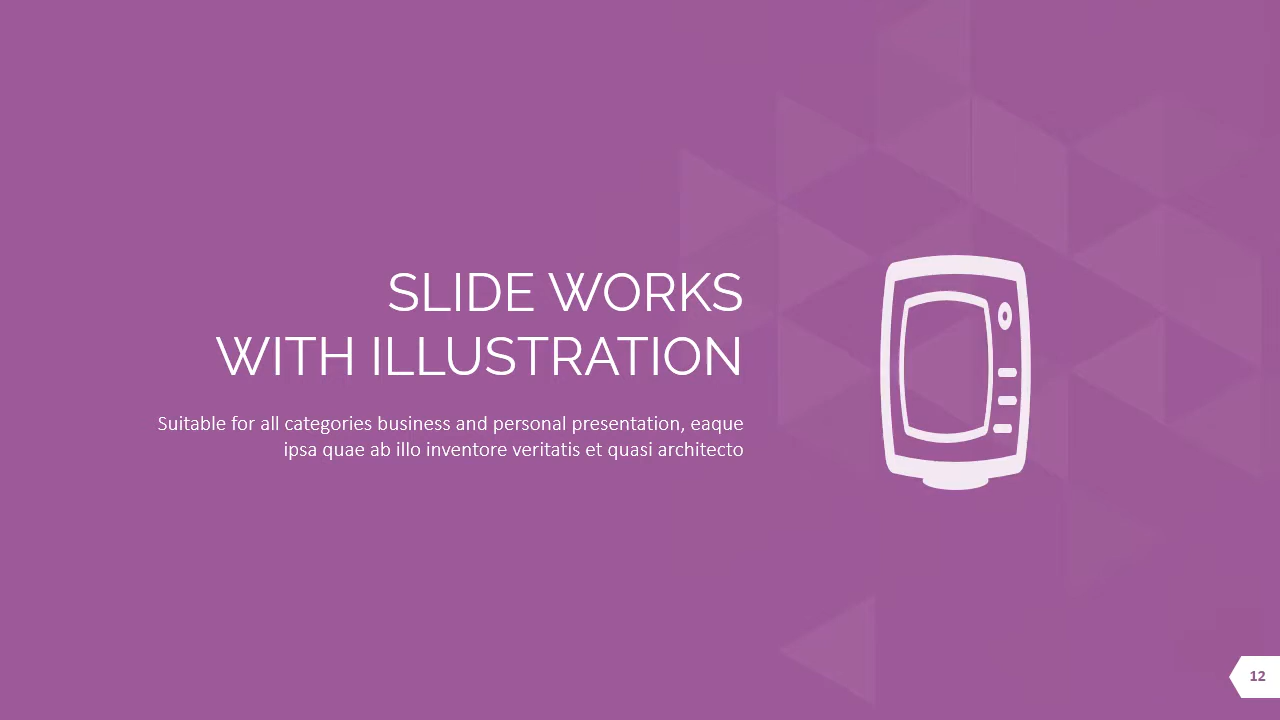 SLIDE WORKS
WITH ILLUSTRATION
Suitable for all categories business and personal presentation, eaque
ipsa quae ab illo inventore veritatis et quasi architecto
12